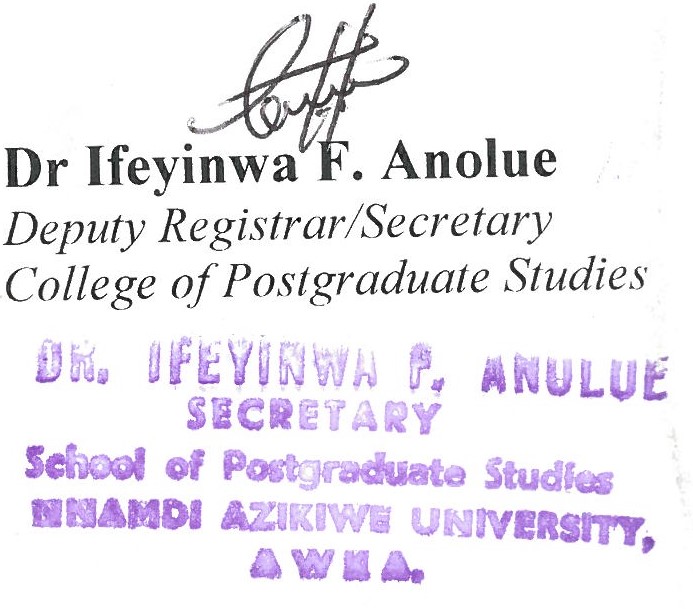 Dr Ifeyinwa F. Anolue
Deputy Registrar/Secretary
College of Postgraduate Studies
DR. IFEYINWA F. ANULUE
SECRETARY
School of Postgraduate Studies
NNAMDI AZIKIWE UNIVERSITY,
AWKA.